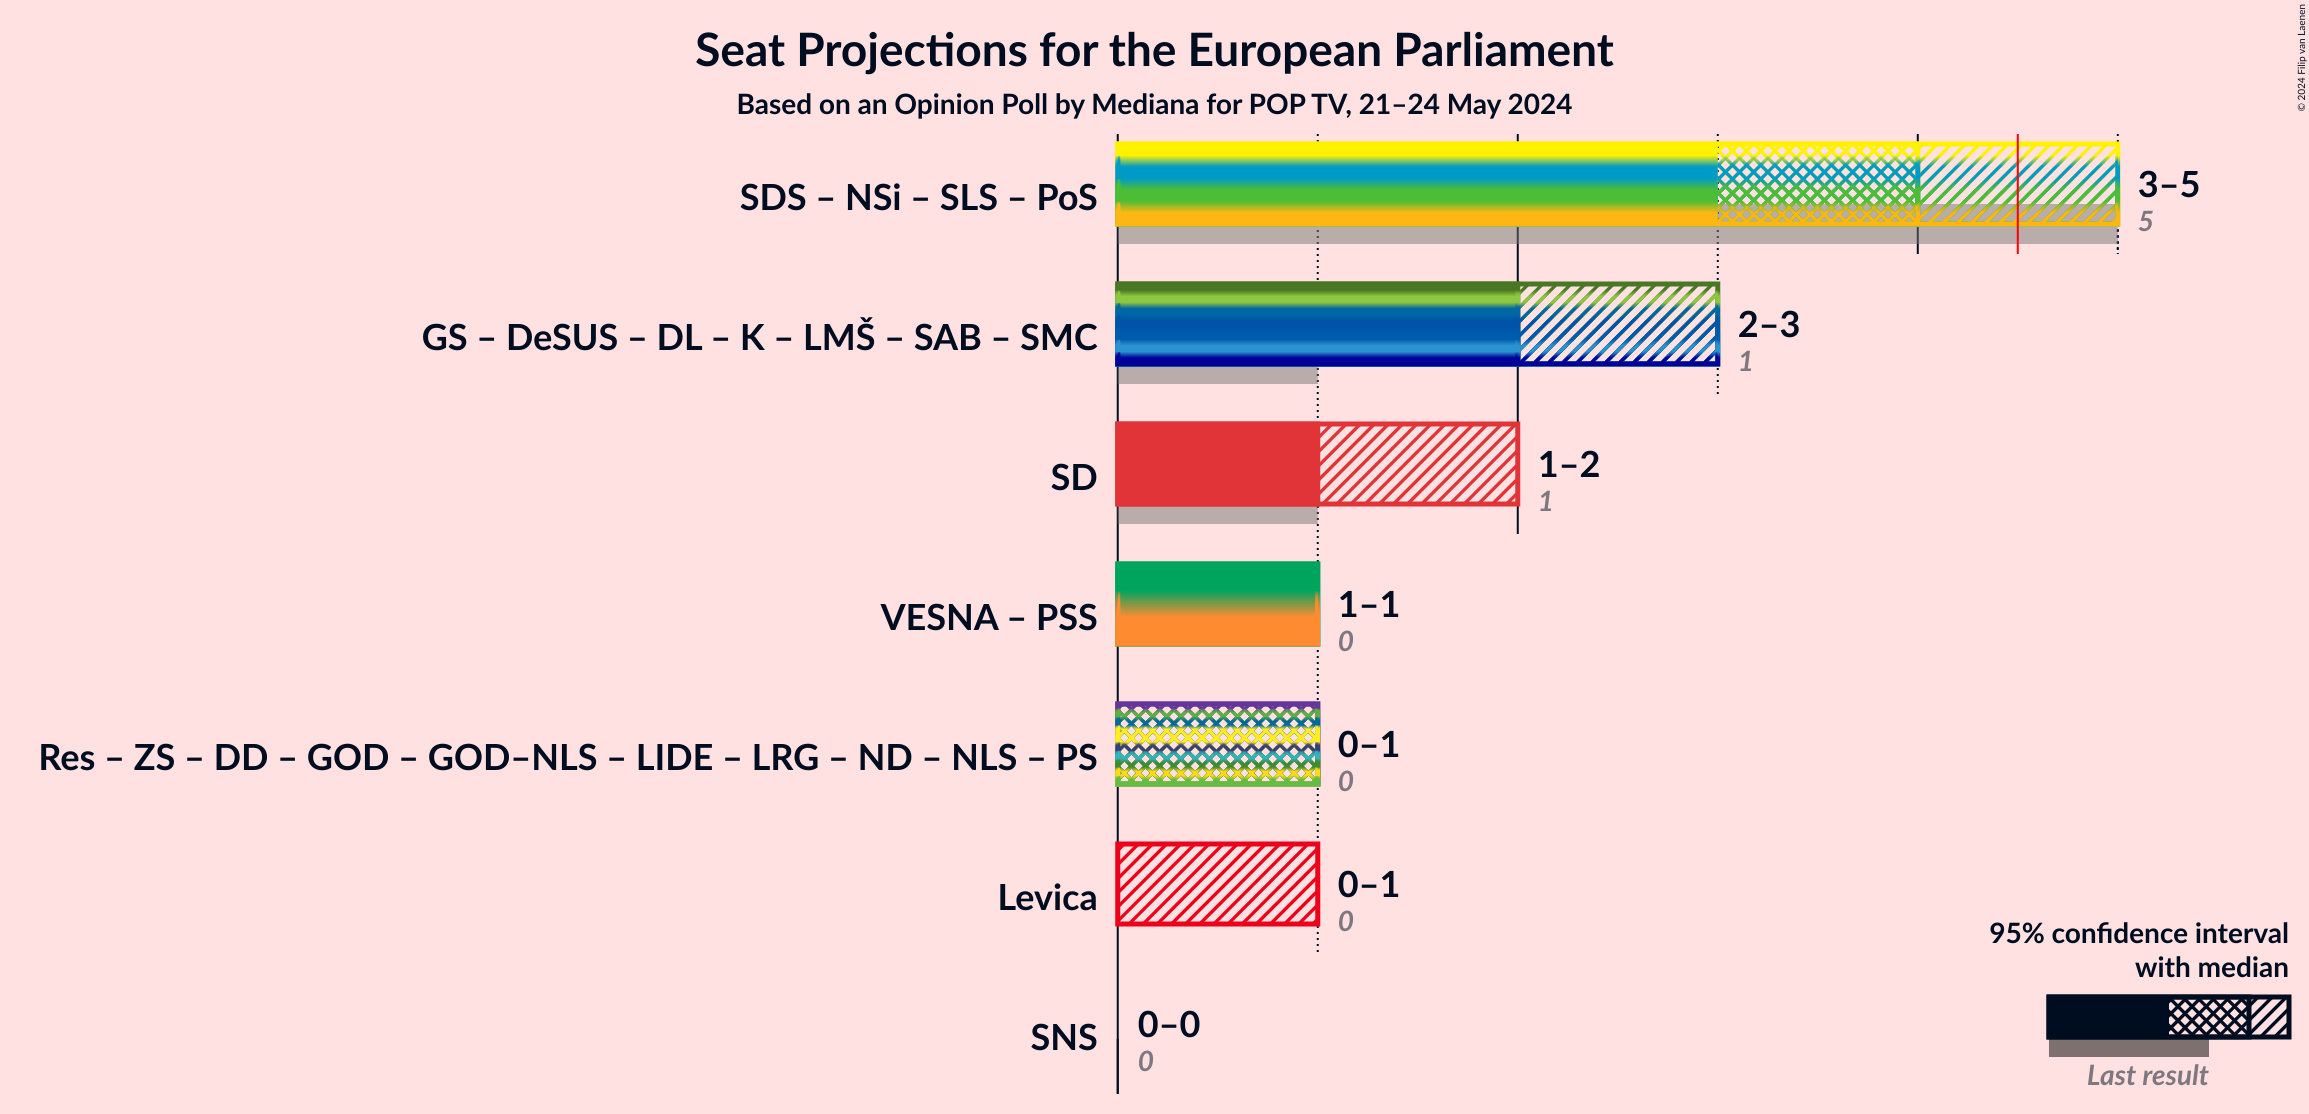 Seat Projections for the European Parliament
Based on an Opinion Poll by Mediana for POP TV, 21–24 May 2024
© 2024 Filip van Laenen
SDS – NSi – SLS – PoS
3–5
5
GS – DeSUS – DL – K – LMŠ – SAB – SMC
2–3
1
SD
1–2
1
VESNA – PSS
1–1
0
Res – ZS – DD – GOD – GOD–NLS – LIDE – LRG – ND – NLS – PS
0–1
0
Levica
0–1
0
SNS
0–0
0
95% confidence interval
with median
Last result